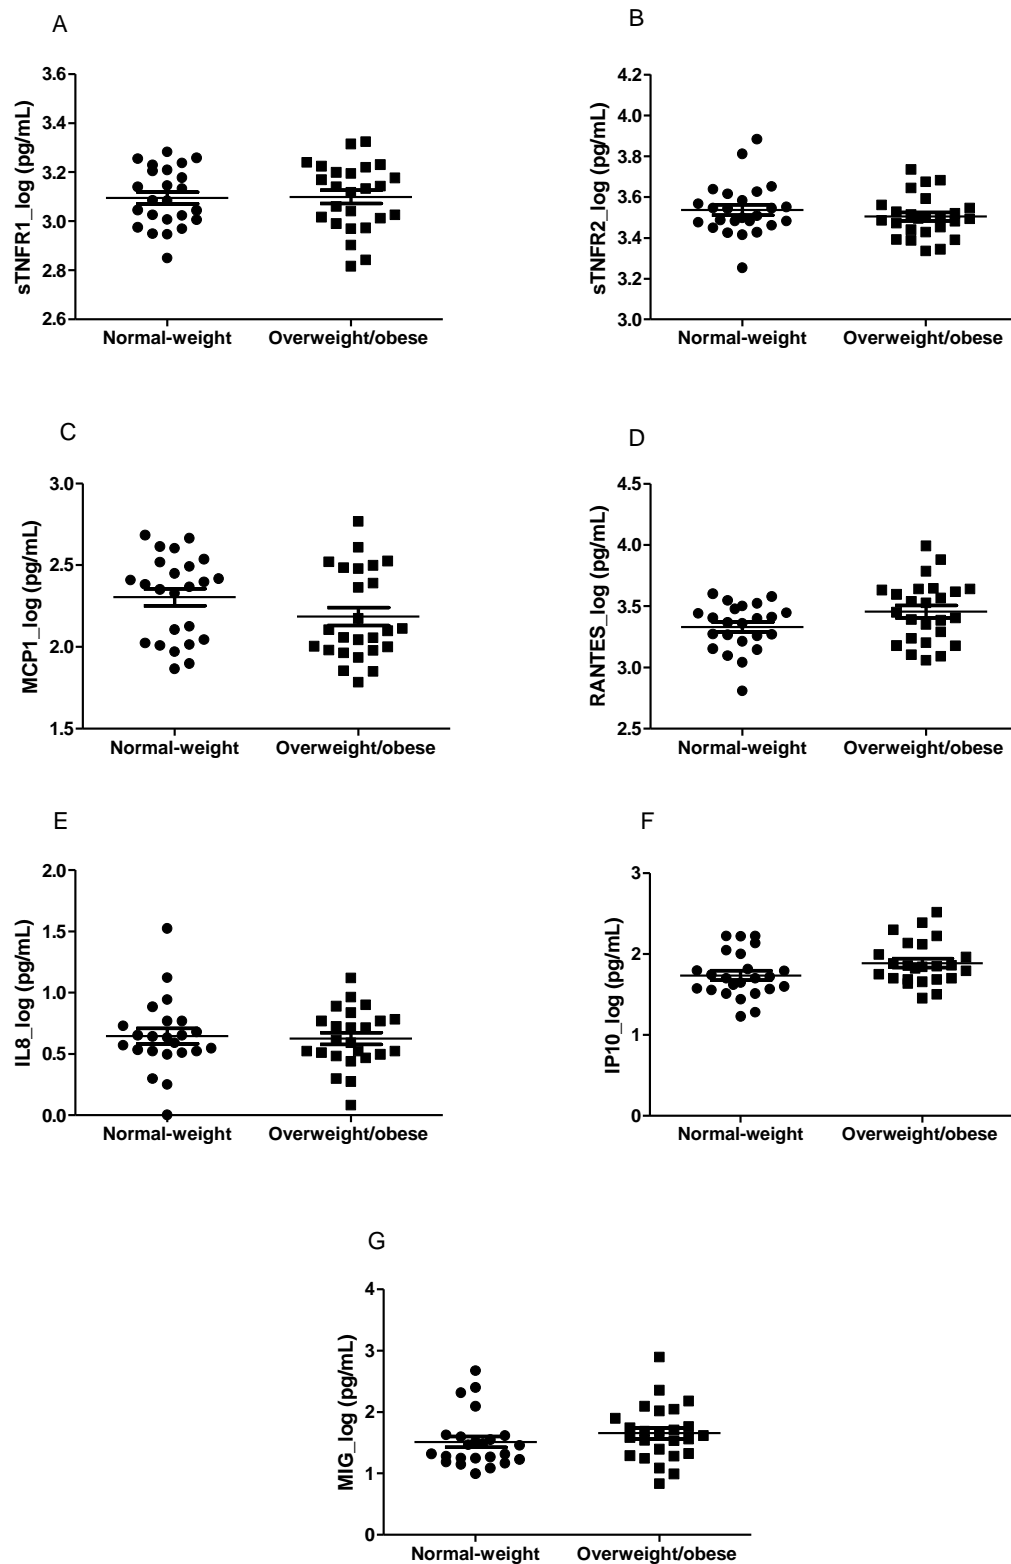 A
sTNFR1_log (pg/mL)
3.6
3.4
3.2
3.0
2.8
2.6
Normal-weight
Overweight/obese
B
sTNFR2_log (pg/mL)
4.2
4.0
3.8
3.6
3.4
3.2
3.0
Normal-weight
Overweight/obese
C
MCP1_log (pg/mL)
3.0
2.5
2.0
1.5
Normal-weight
Overweight/obese
D
RANTES_log (pg/mL)
4.5
4.0
3.5
3.0
2.5
Normal-weight
Overweight/obese
E
IL8_log (pg/mL)
2.0
1.5
1.0
0.5
0.0
Normal-weight
Overweight/obese
F
IP10_log (pg/mL)
3
2
1
0
Normal-weight
Overweight/obese
G
MIG_log (pg/mL)
4
3
2
1
0
Normal-weight
Overweight/obese